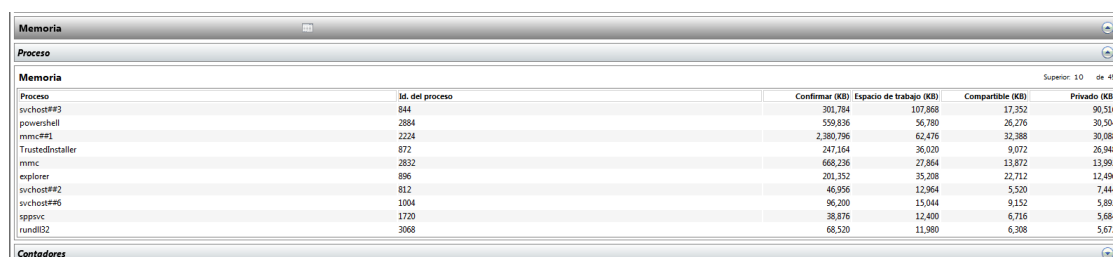 Memoria
Proceso
Memoria Superior: 10 de
Proceso Id. del proceso Confirmar (KB) Espacio de trabajo (KB) Compartible (KB) Privado (KB
svchost##3 844 301,784 107,868 17,352
powershell 2884 559,836 56,780 26,276
mmc##1 2224 2,380,796 62,476 32,388
TrustedInstaller 872 247,164 36,020 9,072
mmc 2832 668,236 27,864 13,872
explorer 896 201,352 35,208 22,712
svchost##2 812 46,956 12,964 5,520
svchost##6 1004 96,200 15,044 9,152
sppsvc 1720 38,876 12,400 6,716
rundll32 3068 68,520 11,980 6,308
Contadores